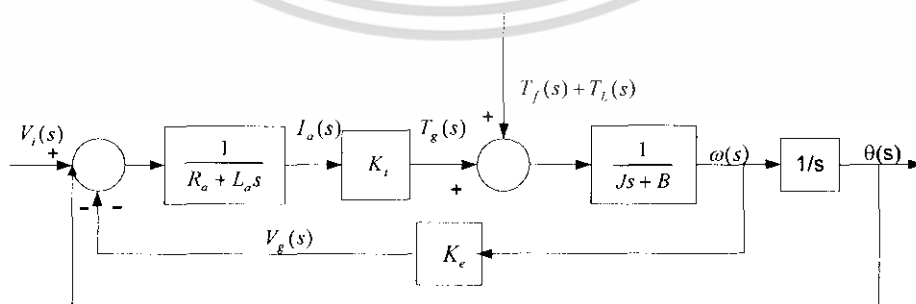 T_f(s) + T_L(s)
+
V_i(s)
+
1 / (R_a + L_a s)
I_a(s)
K_t
T_g(s)
+
1 / (Js + B)
ω(s)
1/s
θ(s)
− −
V_g(s)
K_e